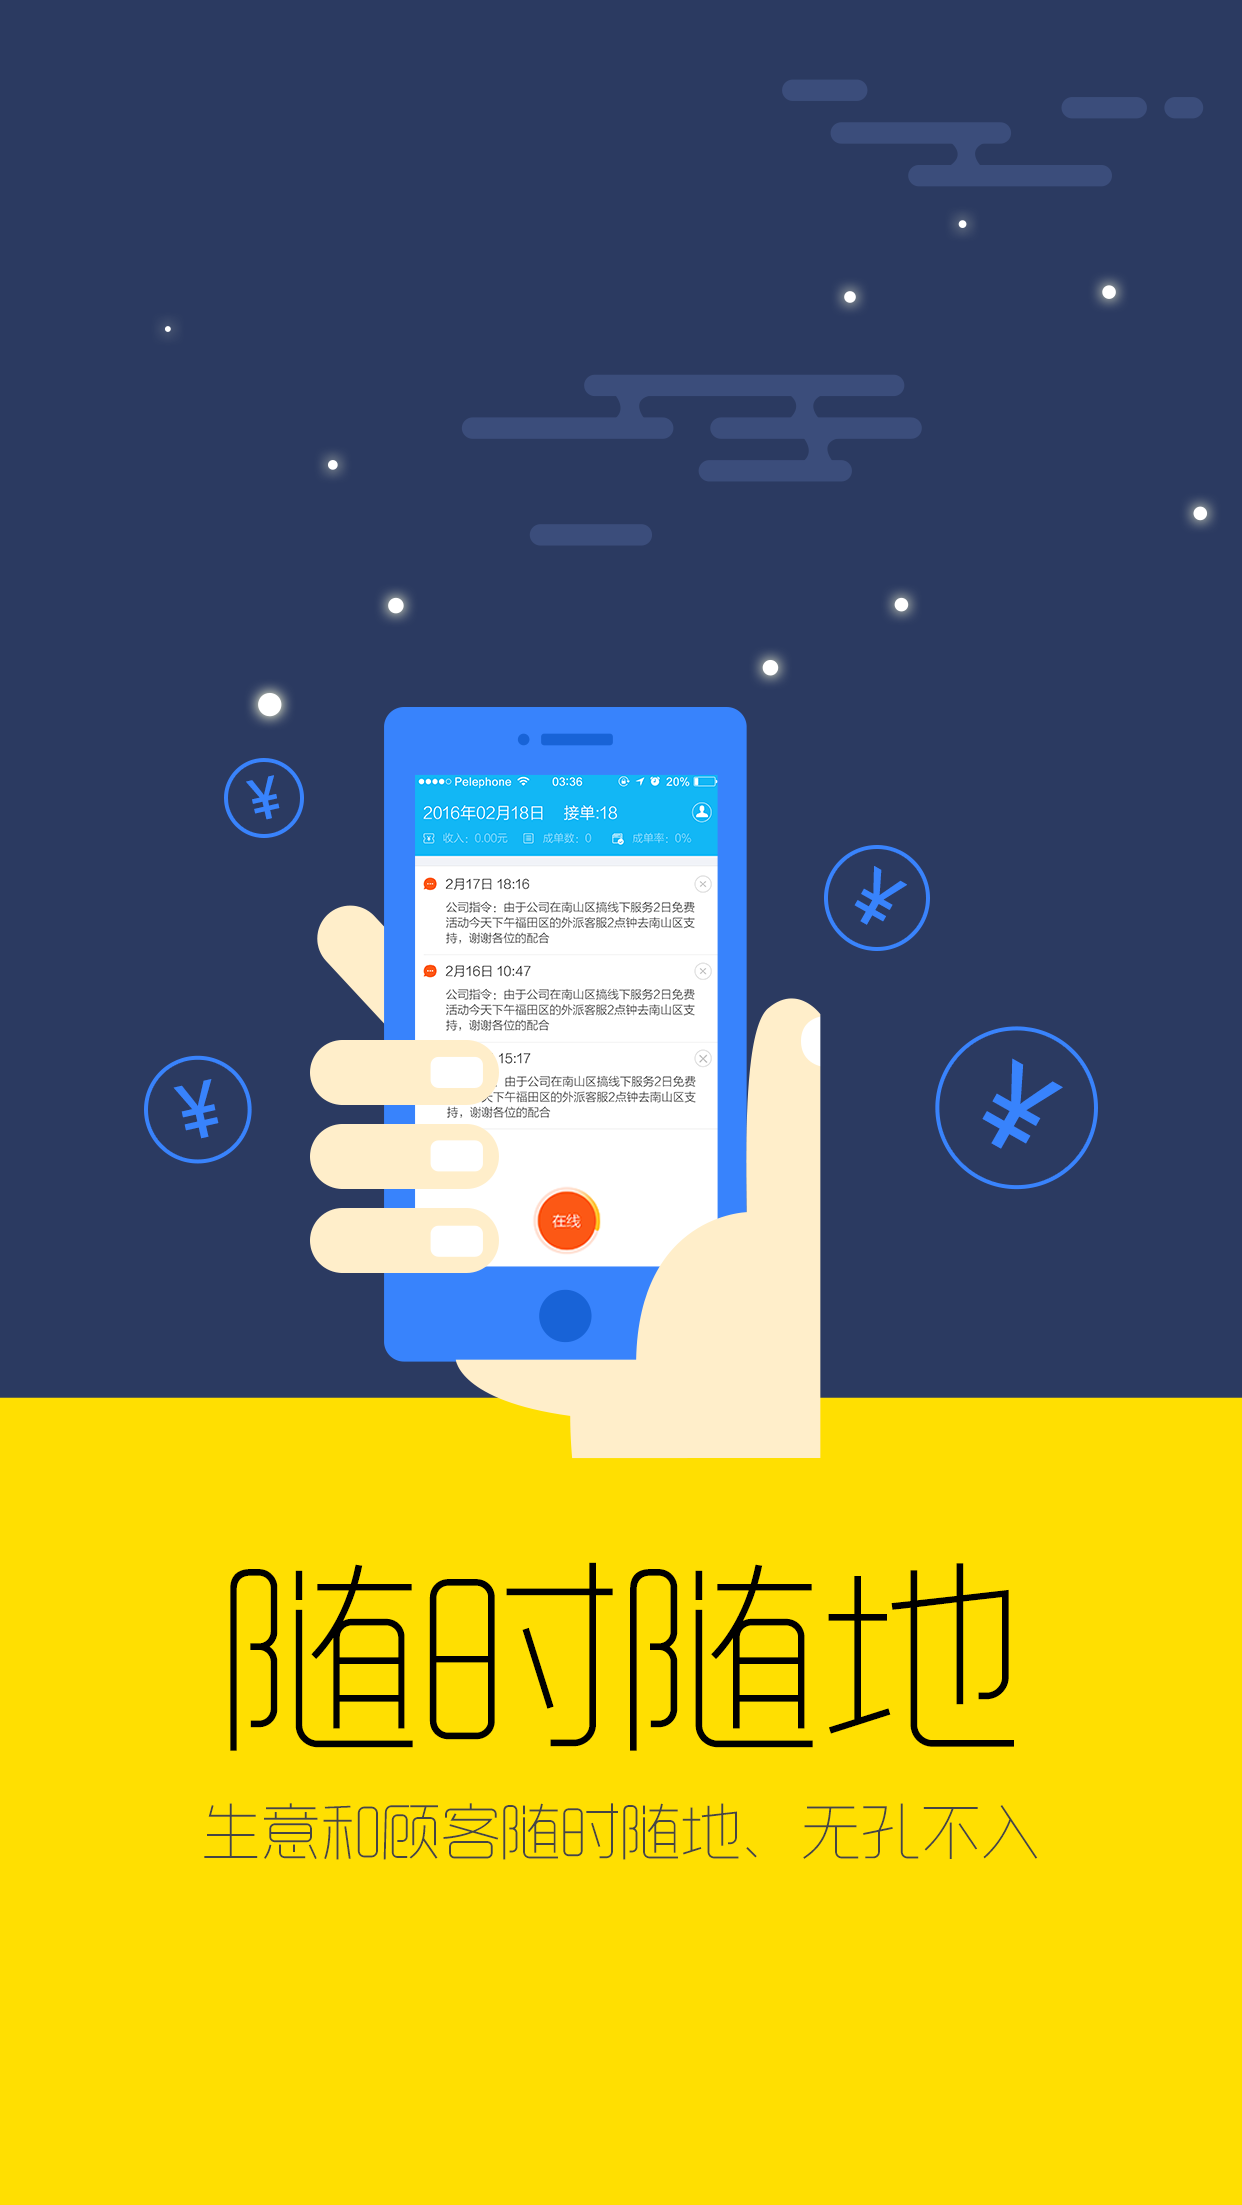 Pelephone 03:36 20%
2016年02月18日 接单:18
收入：0.00元 成单数：0 成单率：0%
2月17日 18:16
公司指令：由于公司在南山区搞线下服务2日免费
活动今天下午福田区的外派客服2点钟去南山区支
持，谢谢各位的配合
2月16日 10:47
公司指令：由于公司在南山区搞线下服务2日免费
活动今天下午福田区的外派客服2点钟去南山区支
持，谢谢各位的配合
15:17
：由于公司在南山区搞线下服务2日免费
天下午福田区的外派客服2点钟去南山区支
持，谢谢各位的配合
在线
¥
¥
¥
¥
随时随地
生意和顾客随时随地、无孔不入